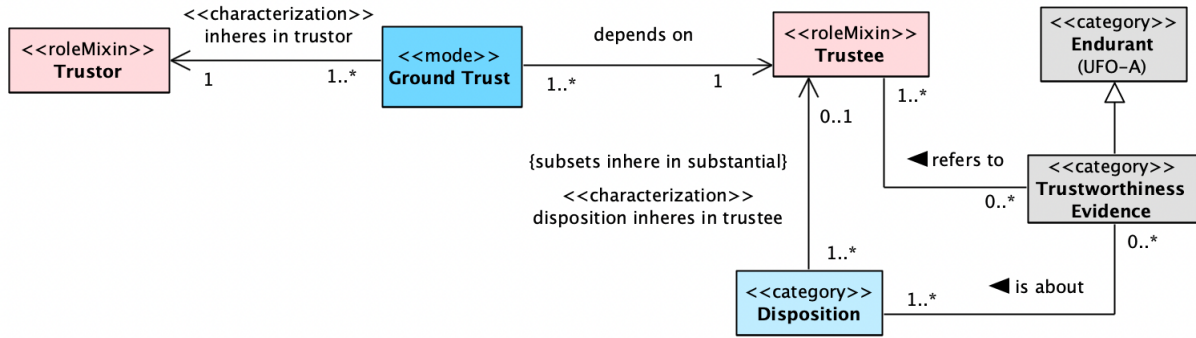 <<characterization>>
inheres in trustor
<<roleMixin>>
Trustor
1
1..*
<<mode>>
Ground Trust
depends on
1..*
1
<<roleMixin>>
Trustee
<<category>>
Endurant
(UFO-A)
1..*
0..1
◀ refers to
0..*
<<category>>
Trustworthiness
Evidence
{subsets inhere in substantial}
<<characterization>>
disposition inheres in trustee
1..*
0..*
<<category>>
Disposition
1..*
◀ is about